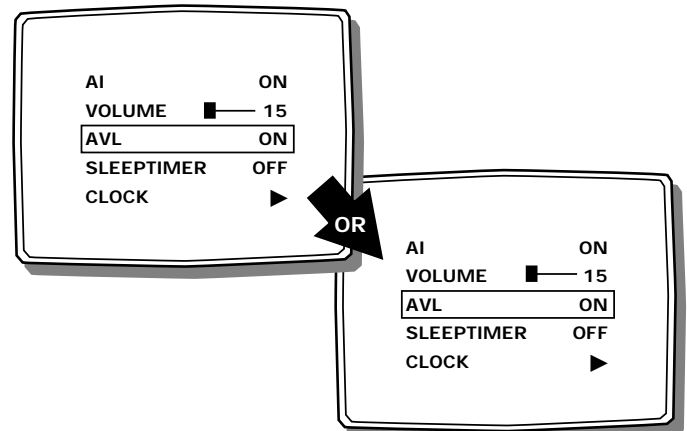 AI ON
VOLUME 15
AVL ON
SLEEPTIMER OFF
CLOCK
OR
AI ON
VOLUME 15
AVL ON
SLEEPTIMER OFF
CLOCK